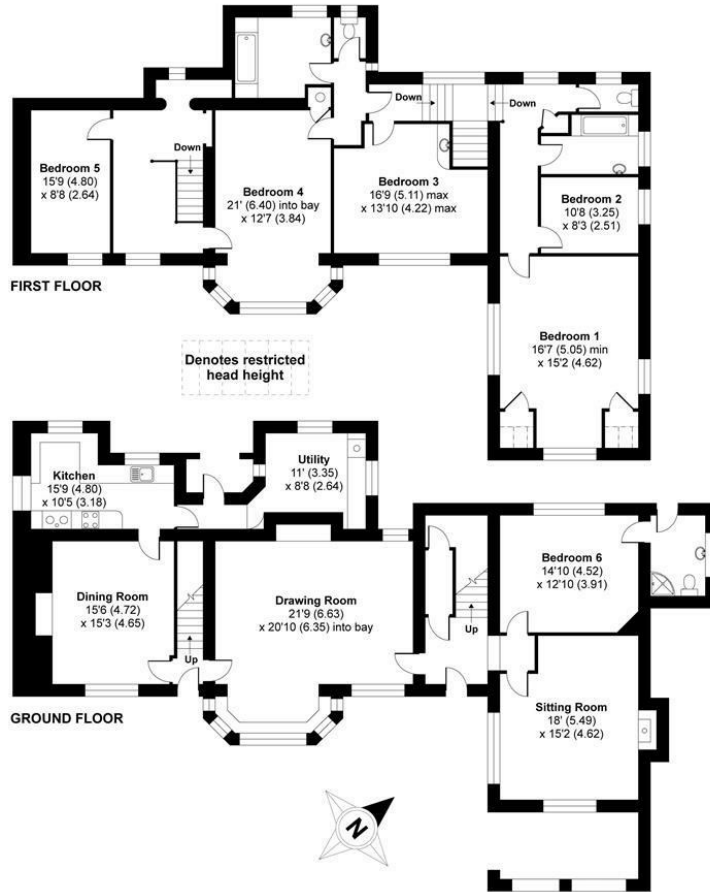 Down
Down
Down
Bedroom 5
15'9 (4.80)
x 8'8 (2.64)
Bedroom 4
21' (6.40) into bay
x 12'7 (3.84)
Bedroom 3
16'9 (5.11) max
x 13'10 (4.22) max
Bedroom 2
10'8 (3.25)
x 8'3 (2.51)
FIRST FLOOR
Bedroom 1
16'7 (5.05) min
x 15'2 (4.62)
Denotes restricted
head height
Kitchen
15'9 (4.80)
x 10'5 (3.18)
Utility
11' (3.35)
x 8'8 (2.64)
Bedroom 6
14'10 (4.52)
x 12'10 (3.91)
Dining Room
15'6 (4.72)
x 15'3 (4.65)
Up
Drawing Room
21'9 (6.63)
x 20'10 (6.35) into bay
Up
Sitting Room
18' (5.49)
x 15'2 (4.62)
GROUND FLOOR
N